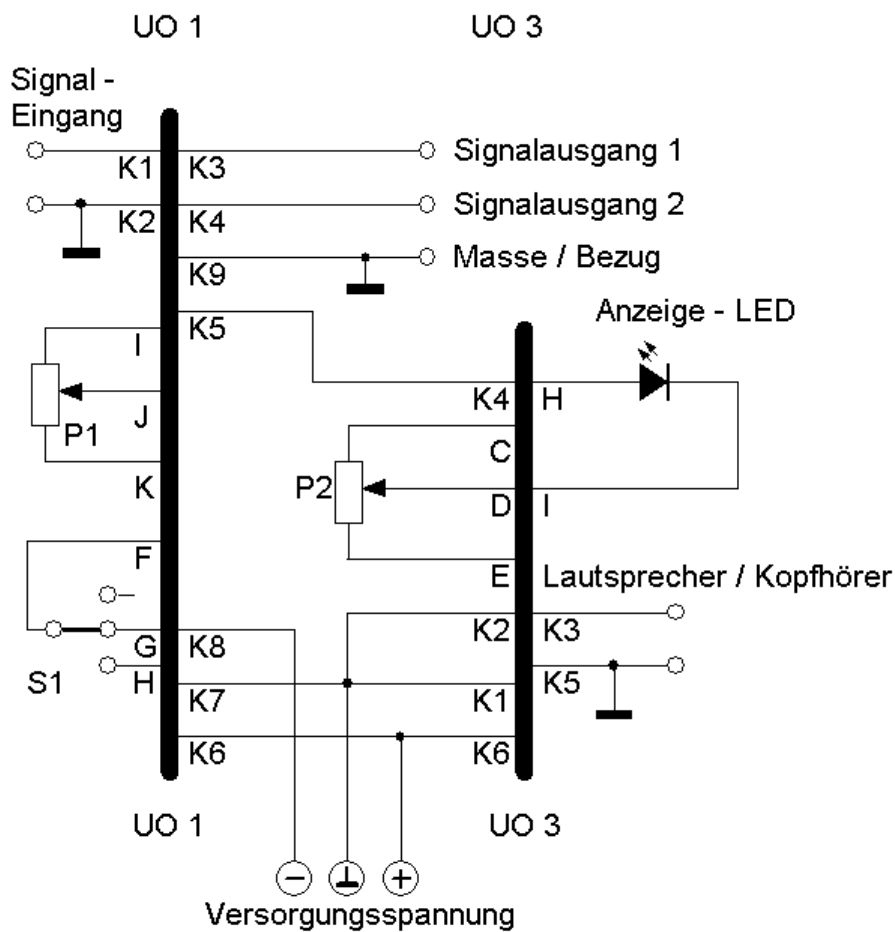 UO 1
UO 3
Signal -
Eingang
K1
K3
Signalausgang 1
K2
K4
Signalausgang 2
K9
Masse / Bezug
K5
Anzeige - LED
I
K4
H
J
P1
C
K
P2
D
I
F
E
Lautsprecher / Kopfhörer
K2
K3
G
K8
S1
H
K7
K1
K5
K6
K6
UO 1
UO 3
− ⊥ +
Versorgungsspannung